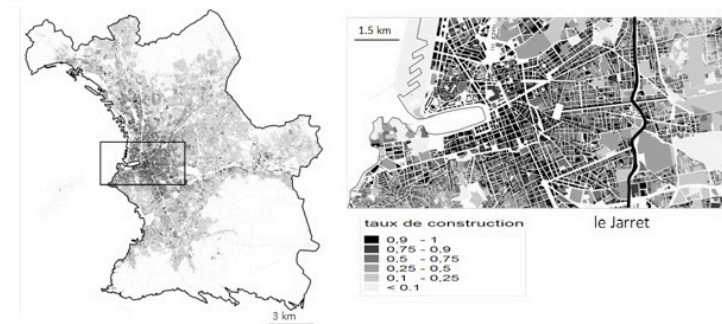 1.5 km
taux de construction
0,9 - 1
0,75 - 0,9
0,5 - 0,75
0,25 - 0,5
0,1 - 0,25
< 0.1
le Jarret
3 km